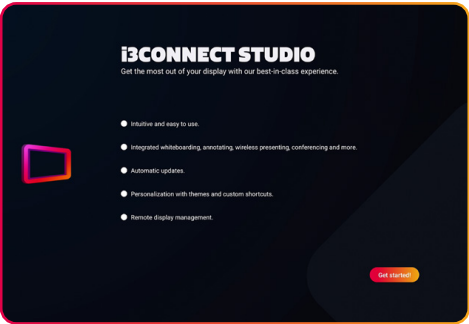 i3CONNECT STUDIO
Get the most out of your display with our best-in-class experience.
Intuitive and easy to use.
Integrated whiteboarding, annotating, wireless presenting, conferencing and more.
Automatic updates.
Personalization with themes and custom shortcuts.
Remote display management.
Get started!